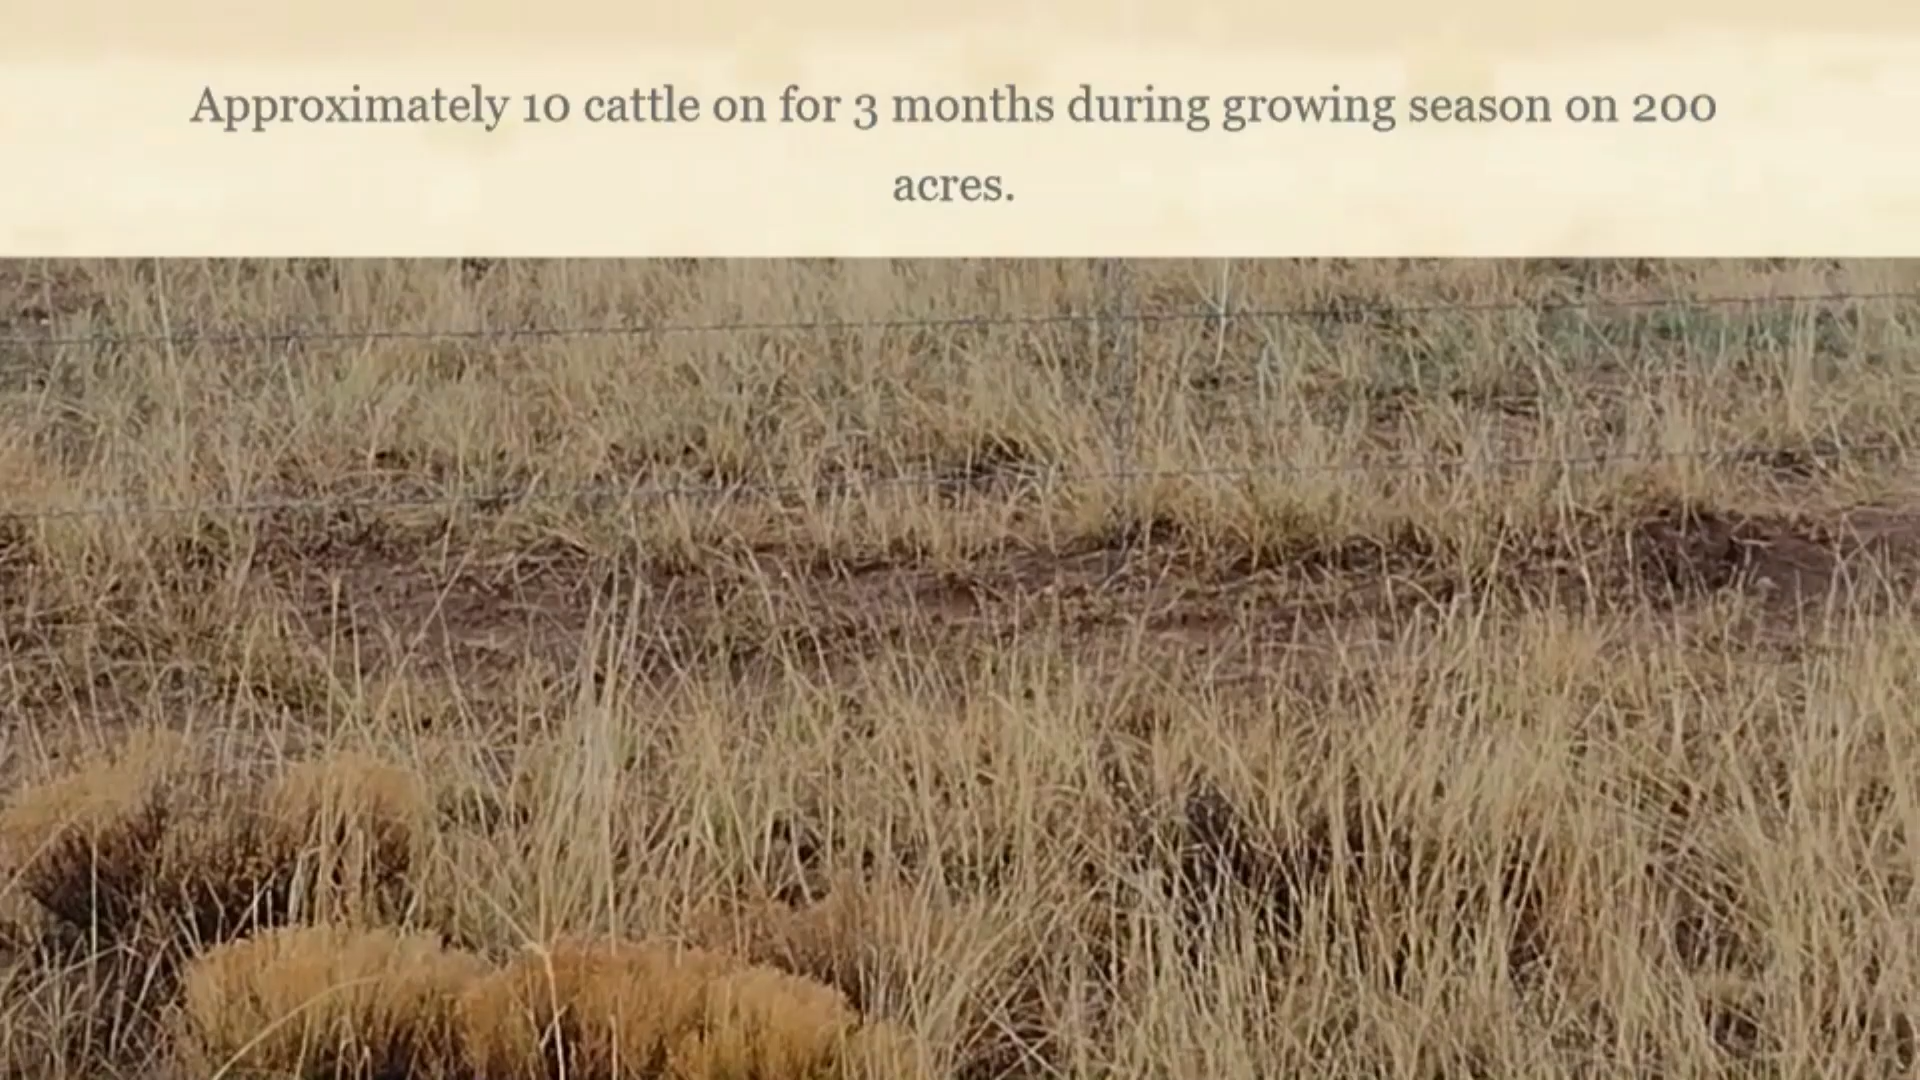 Approximately 10 cattle on for 3 months during growing season on 200
acres.